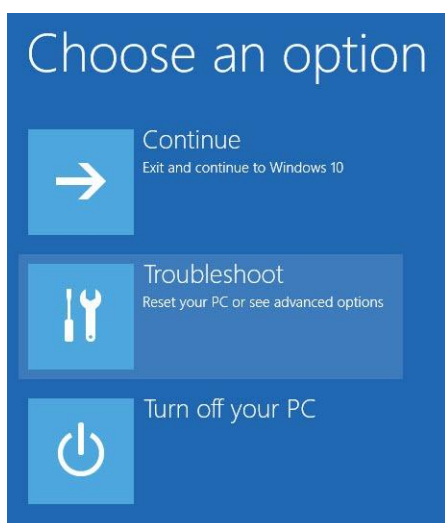 Choose an option
Continue
Exit and continue to Windows 10
Troubleshoot
Reset your PC or see advanced options
Turn off your PC